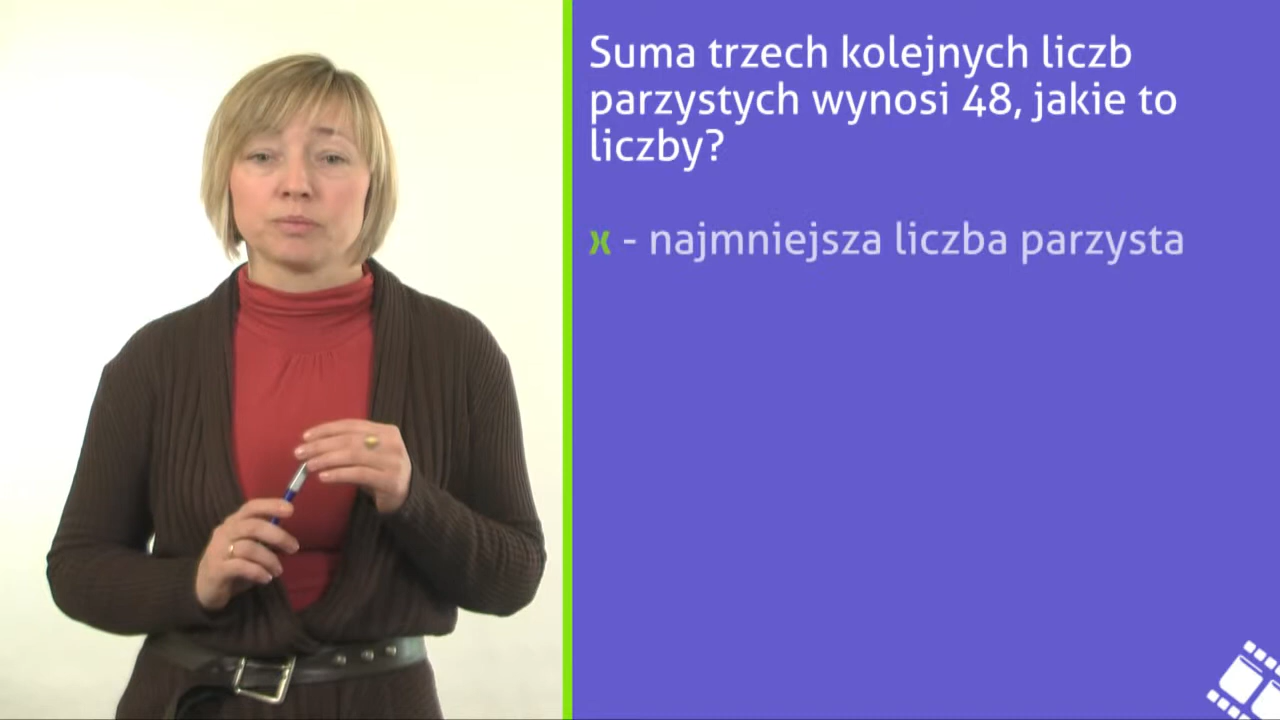 Suma trzech kolejnych liczb
parzystych wynosi 48, jakie to
liczby?
x - najmniejsza liczba parzysta